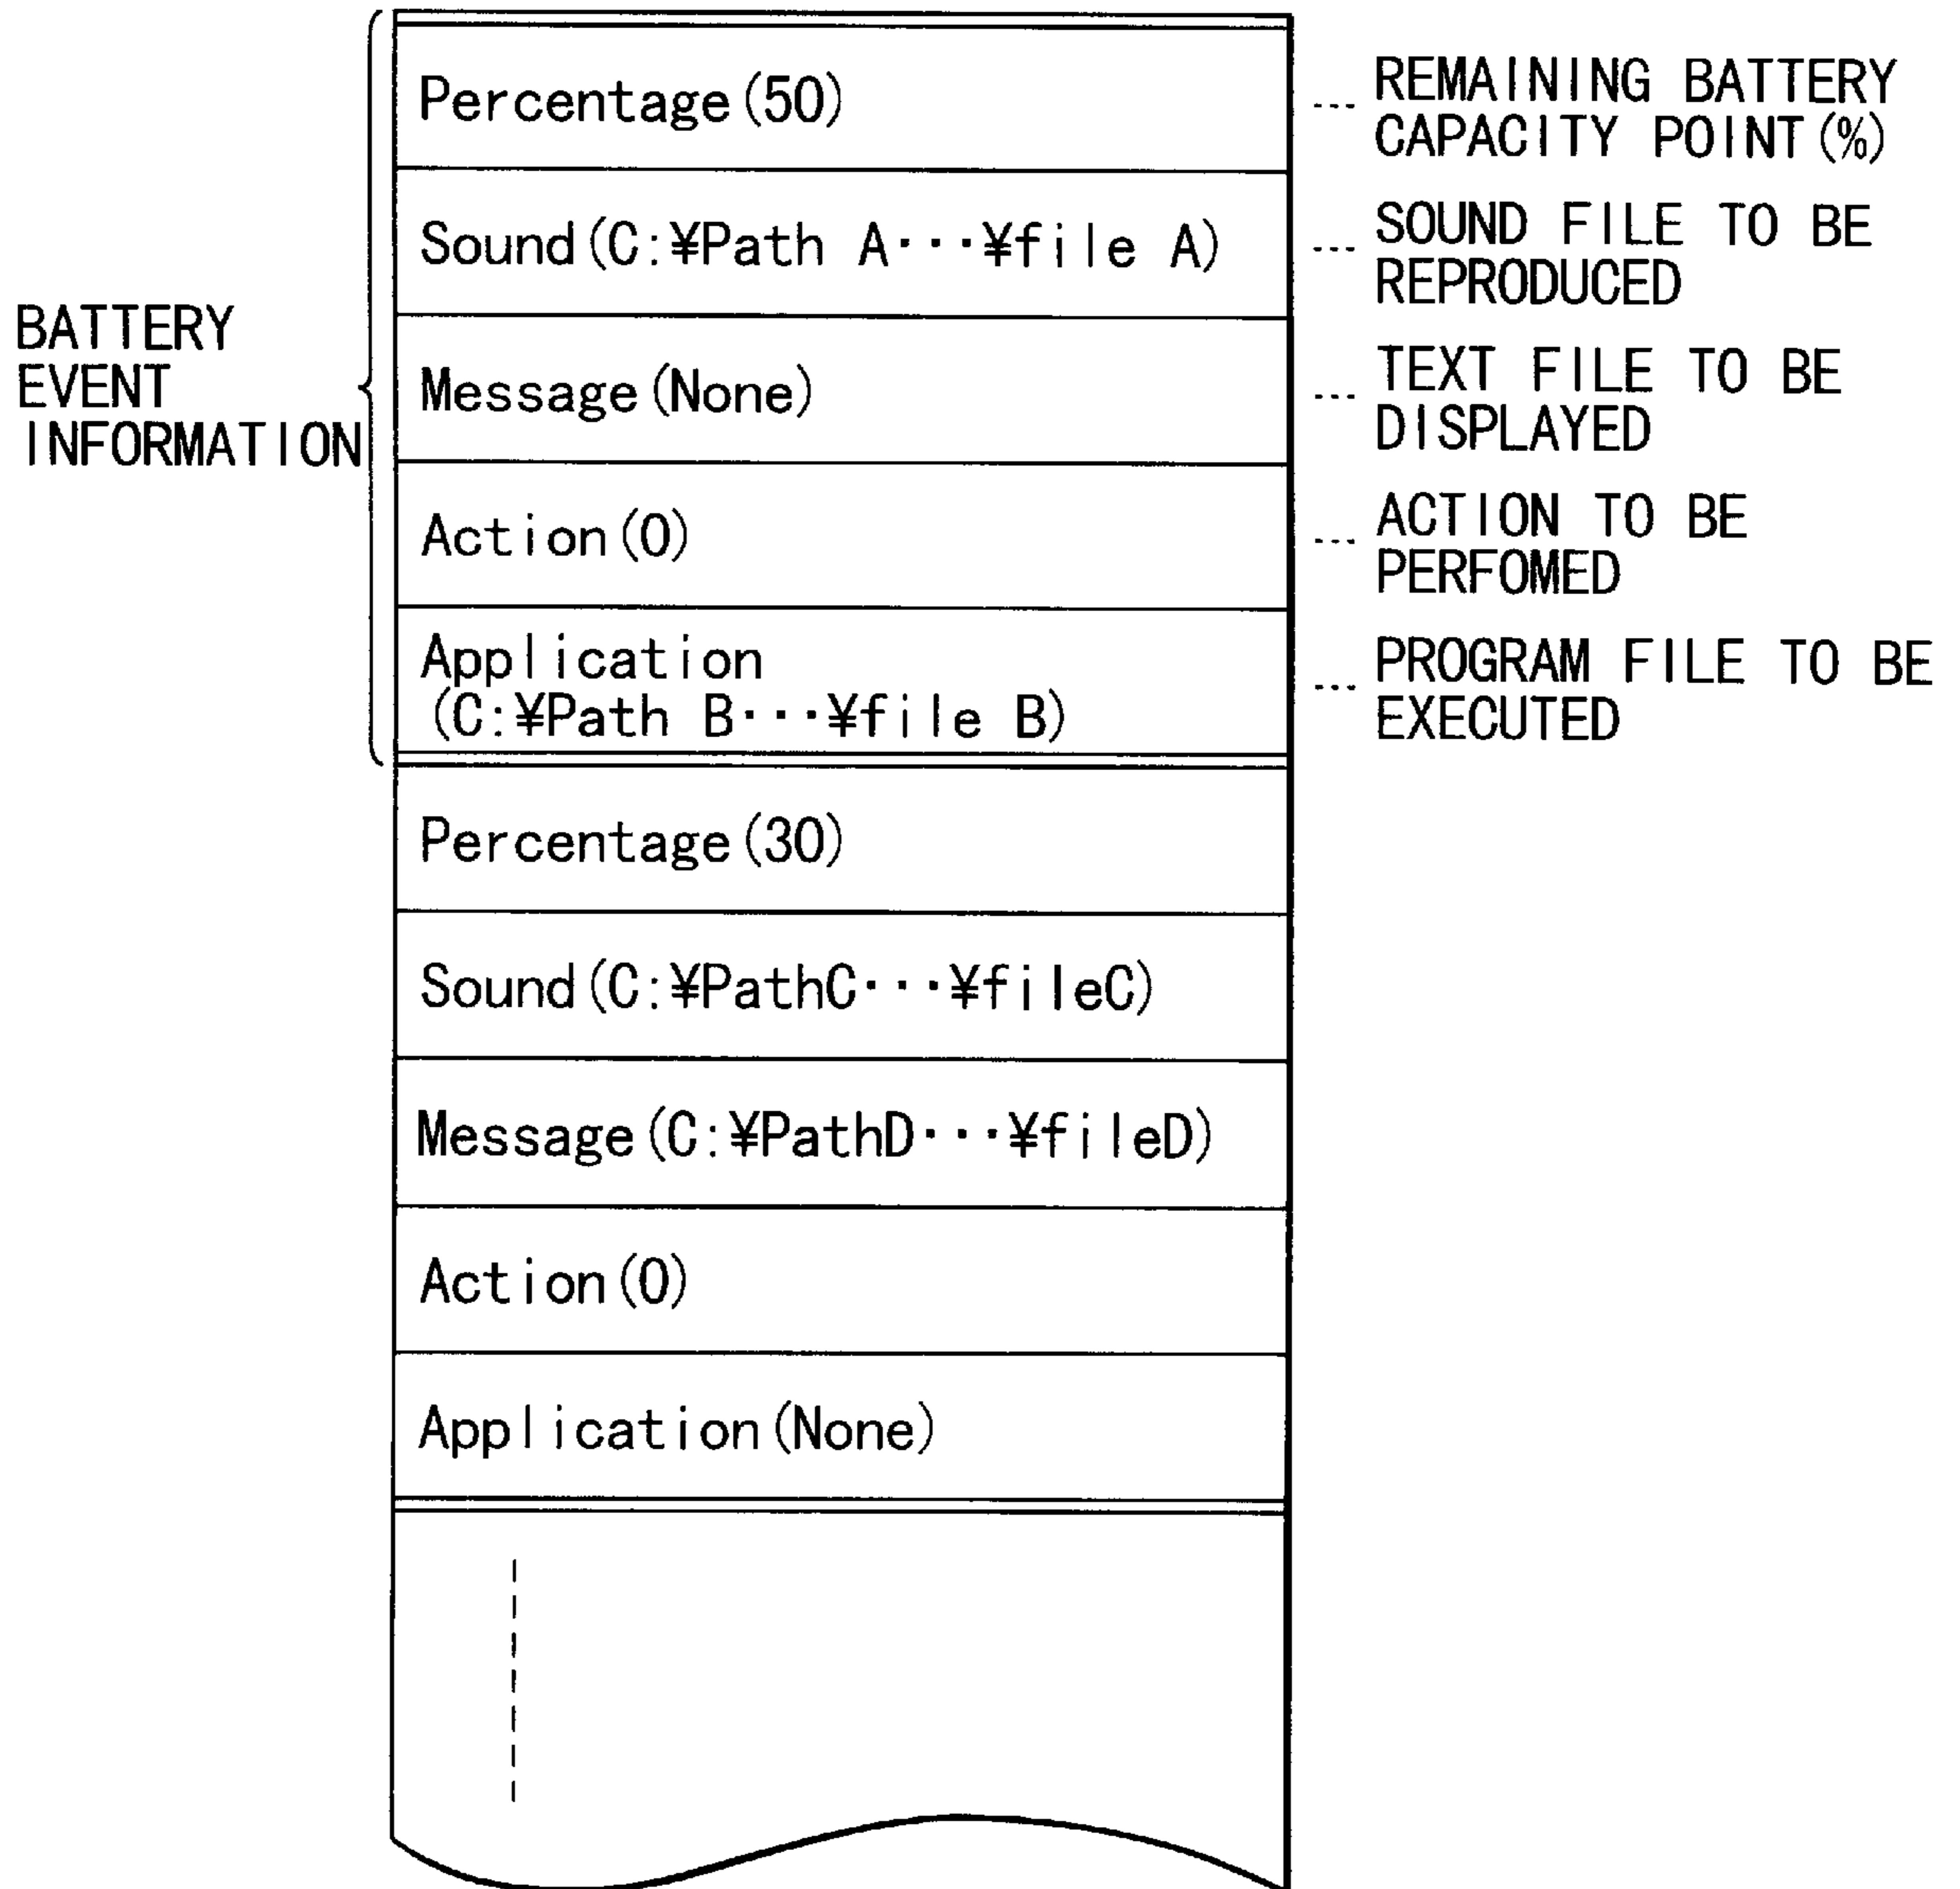 BATTERY
EVENT
INFORMATION
Percentage(50)
Sound(C:¥Path A···¥file A)
Message(None)
Action(0)
Application
(C:¥Path B···¥file B)
Percentage(30)
Sound(C:¥PathC···¥fileC)
Message(C:¥PathD···¥fileD)
Action(0)
Application(None)
... REMAINING BATTERY
CAPACITY POINT(%)
... SOUND FILE TO BE
REPRODUCED
... TEXT FILE TO BE
DISPLAYED
... ACTION TO BE
PERFOMED
... PROGRAM FILE TO BE
EXECUTED